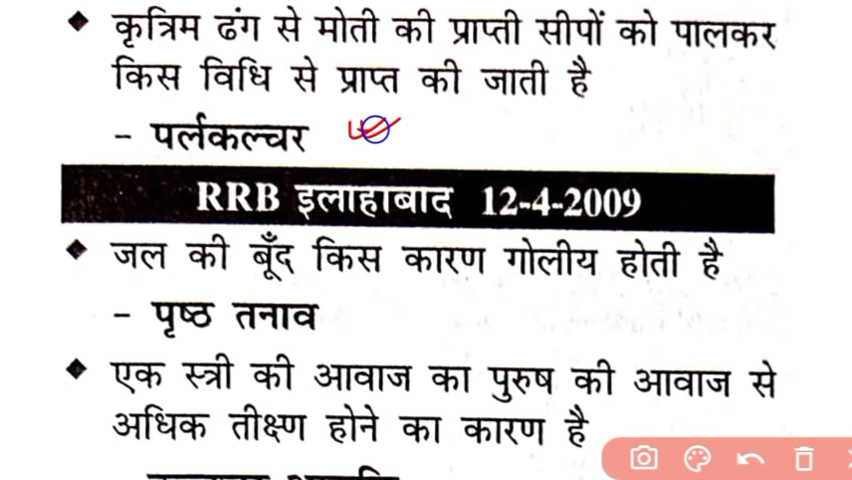 ◆ कृत्रिम ढंग से मोती की प्राप्ती सीपों को पालकर
किस विधि से प्राप्त की जाती है
– पर्लकल्चर
RRB इलाहाबाद 12-4-2009
◆ जल की बूँद किस कारण गोलीय होती है
– पृष्ठ तनाव
◆ एक स्त्री की आवाज का पुरुष की आवाज से
अधिक तीक्ष्ण होने का कारण है